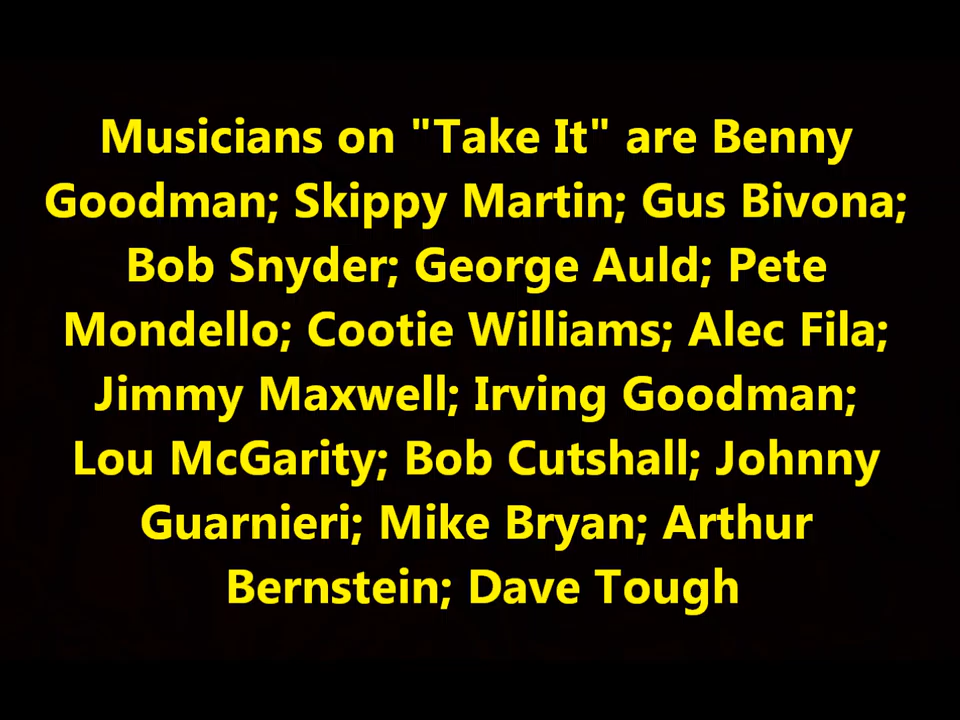 Musicians on "Take It" are Benny
Goodman; Skippy Martin; Gus Bivona;
Bob Snyder; George Auld; Pete
Mondello; Cootie Williams; Alec Fila;
Jimmy Maxwell; Irving Goodman;
Lou McGarity; Bob Cutshall; Johnny
Guarnieri; Mike Bryan; Arthur
Bernstein; Dave Tough